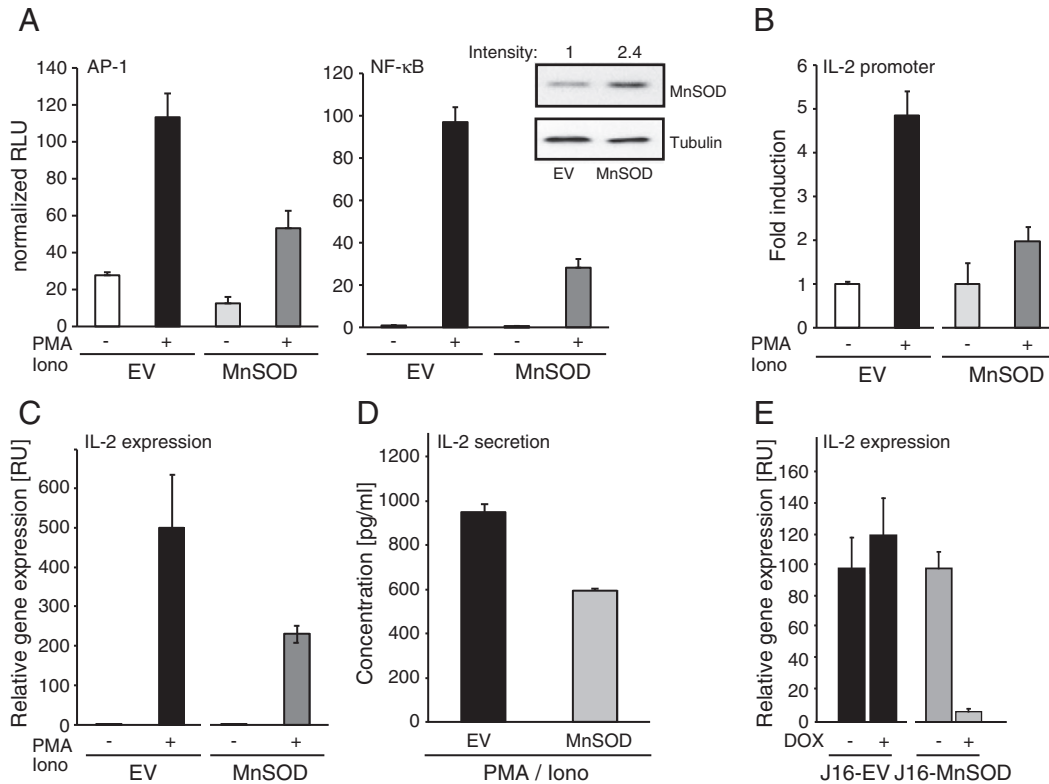 A
AP-1
normalized RLU
140
120
100
80
60
40
20
0
PMA
Iono
- + - +
EV MnSOD
NF-κB
120
100
80
60
40
20
0
- + - +
EV MnSOD
Intensity: 1 2.4
MnSOD
Tubulin
EV MnSOD
B
IL-2 promoter
Fold induction
6
5
4
3
2
1
0
PMA
Iono
- + - +
EV MnSOD
C
IL-2 expression
Relative gene expression [RU]
600
500
400
300
200
100
0
PMA
Iono
- + - +
EV MnSOD
D
IL-2 secretion
Concentration [pg/ml]
1200
1000
800
600
400
200
0
EV MnSOD
PMA / Iono
E
IL-2 expression
Relative gene expression [RU]
160
140
120
100
80
60
40
20
0
DOX - + - +
J16-EV J16-MnSOD